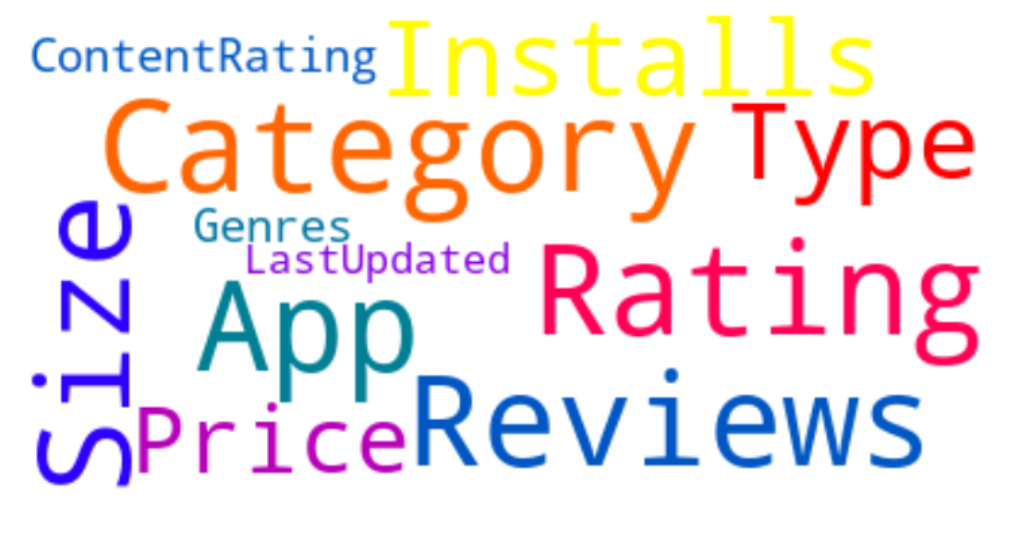 ContentRating
Installs
Category
Type
Size
Genres
LastUpdated
Rating
App
Reviews
Price